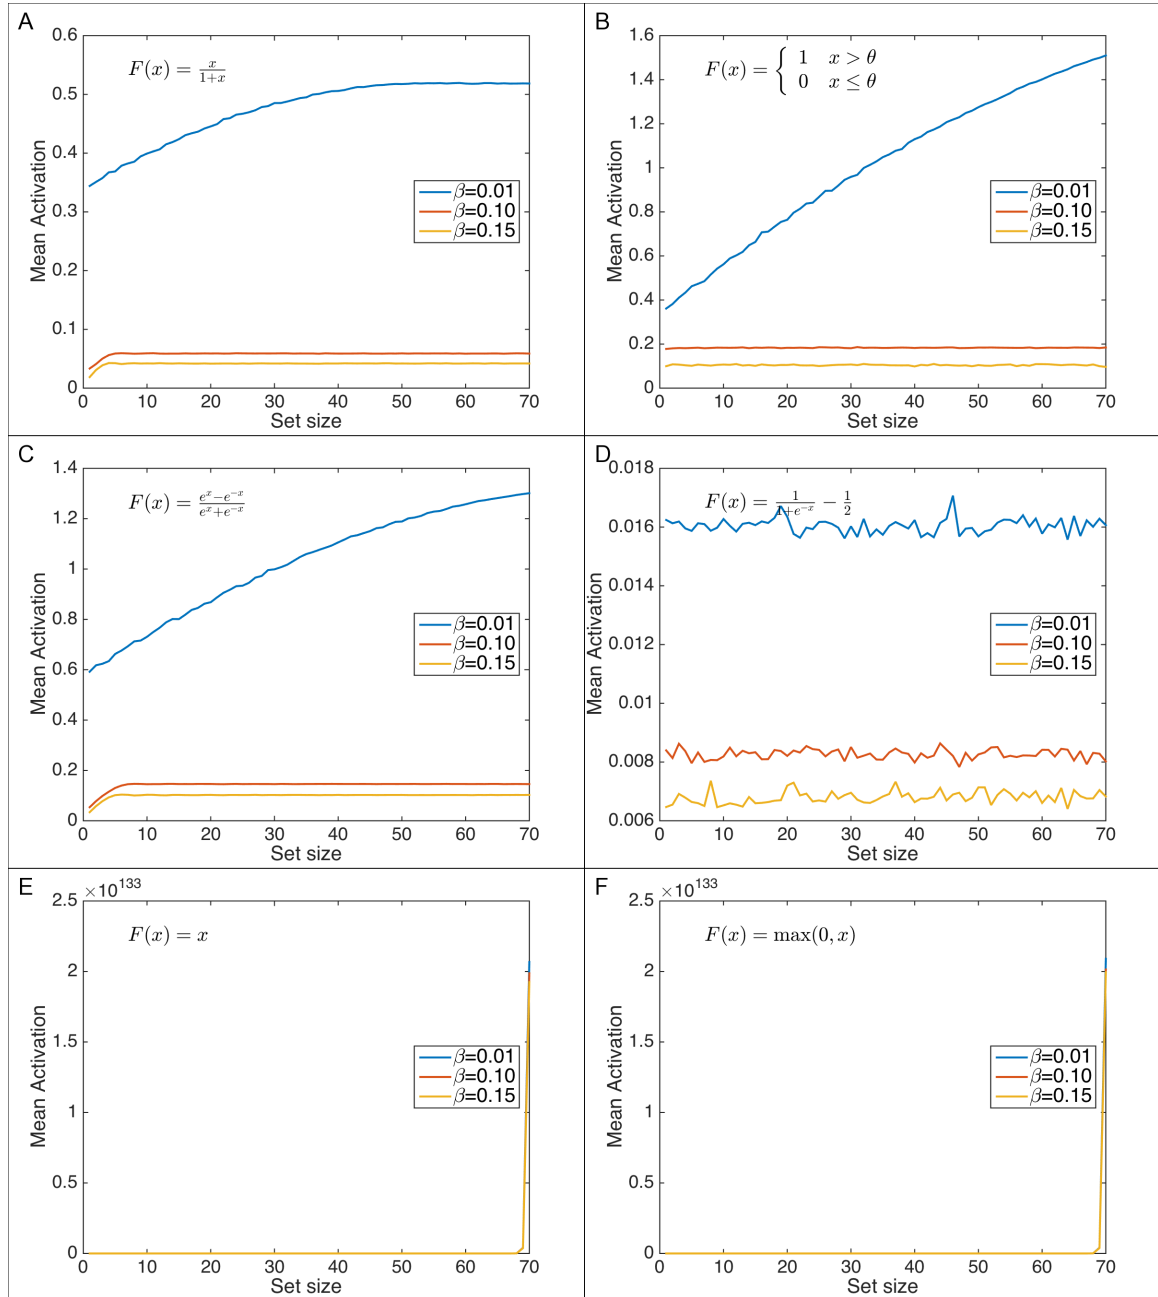 A
0.6
0.5
0.4
0.3
0.2
0.1
0
F(x) = x/(1+x)
β=0.01
β=0.10
β=0.15
0 10 20 30 40 50 60 70
Set size
Mean Activation
B
1.6
1.4
1.2
1
0.8
0.6
0.4
0.2
0
F(x) = { 1 x > θ
0 x ≤ θ
β=0.01
β=0.10
β=0.15
0 10 20 30 40 50 60 70
Set size
Mean Activation
C
1.4
1.2
1
0.8
0.6
0.4
0.2
0
F(x) = (e^x − e^−x)/(e^x + e^−x)
β=0.01
β=0.10
β=0.15
0 10 20 30 40 50 60 70
Set size
Mean Activation
D
0.018
0.016
0.014
0.012
0.01
0.008
0.006
F(x) = 1/(1+e^−x) − 1/2
β=0.01
β=0.10
β=0.15
0 10 20 30 40 50 60 70
Set size
Mean Activation
E
×10^133
2.5
2
1.5
1
0.5
0
F(x) = x
β=0.01
β=0.10
β=0.15
0 10 20 30 40 50 60 70
Set size
Mean Activation
F
×10^133
2.5
2
1.5
1
0.5
0
F(x) = max(0, x)
β=0.01
β=0.10
β=0.15
0 10 20 30 40 50 60 70
Set size
Mean Activation